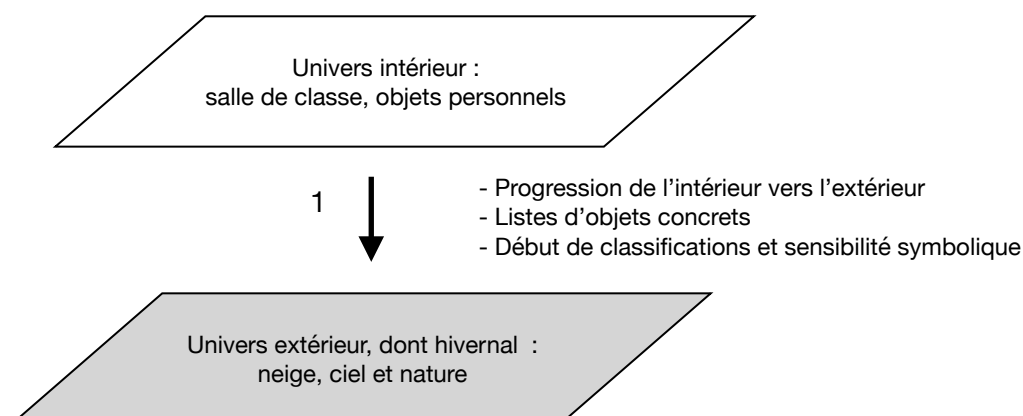 Univers intérieur :
salle de classe, objets personnels
1
- Progression de l’intérieur vers l’extérieur
- Listes d’objets concrets
- Début de classifications et sensibilité symbolique
Univers extérieur, dont hivernal :
neige, ciel et nature